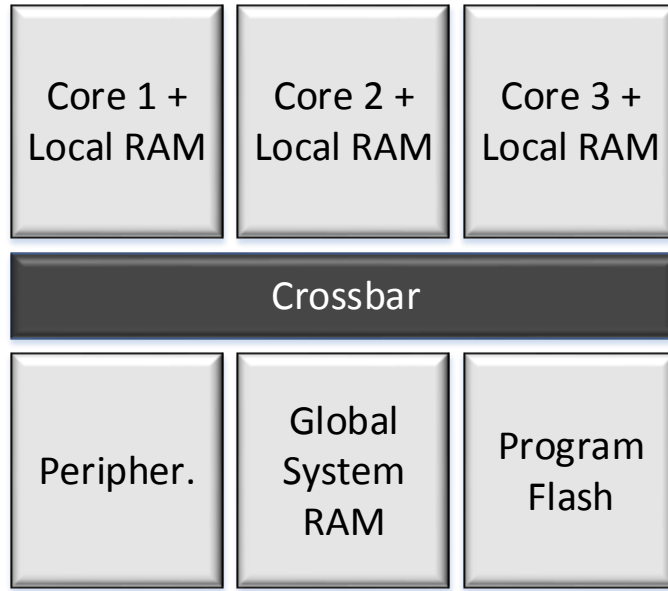 Core 1 +
Local RAM
Core 2 +
Local RAM
Core 3 +
Local RAM
Crossbar
Peripher.
Global
System
RAM
Program
Flash